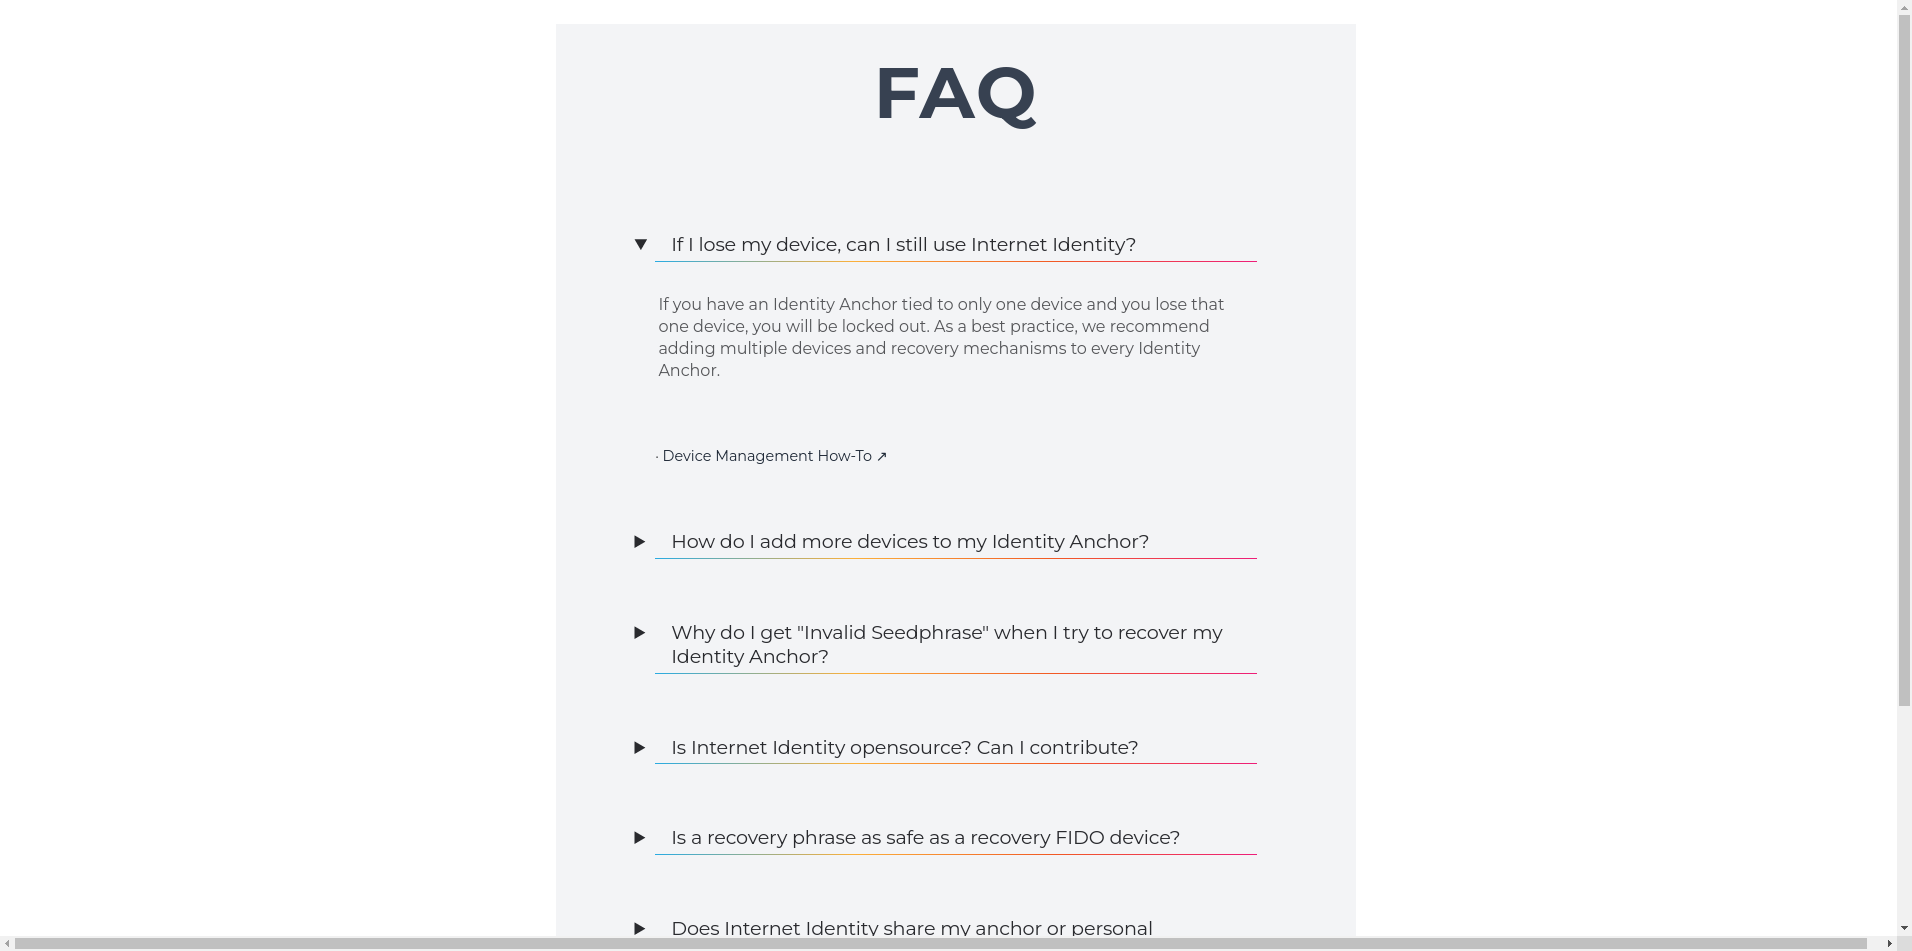 FAQ
If I lose my device, can I still use Internet Identity?
If you have an Identity Anchor tied to only one device and you lose that
one device, you will be locked out. As a best practice, we recommend
adding multiple devices and recovery mechanisms to every Identity
Anchor.
· Device Management How-To ↗
How do I add more devices to my Identity Anchor?
Why do I get "Invalid Seedphrase" when I try to recover my
Identity Anchor?
Is Internet Identity opensource? Can I contribute?
Is a recovery phrase as safe as a recovery FIDO device?
Does Internet Identity share my anchor or personal